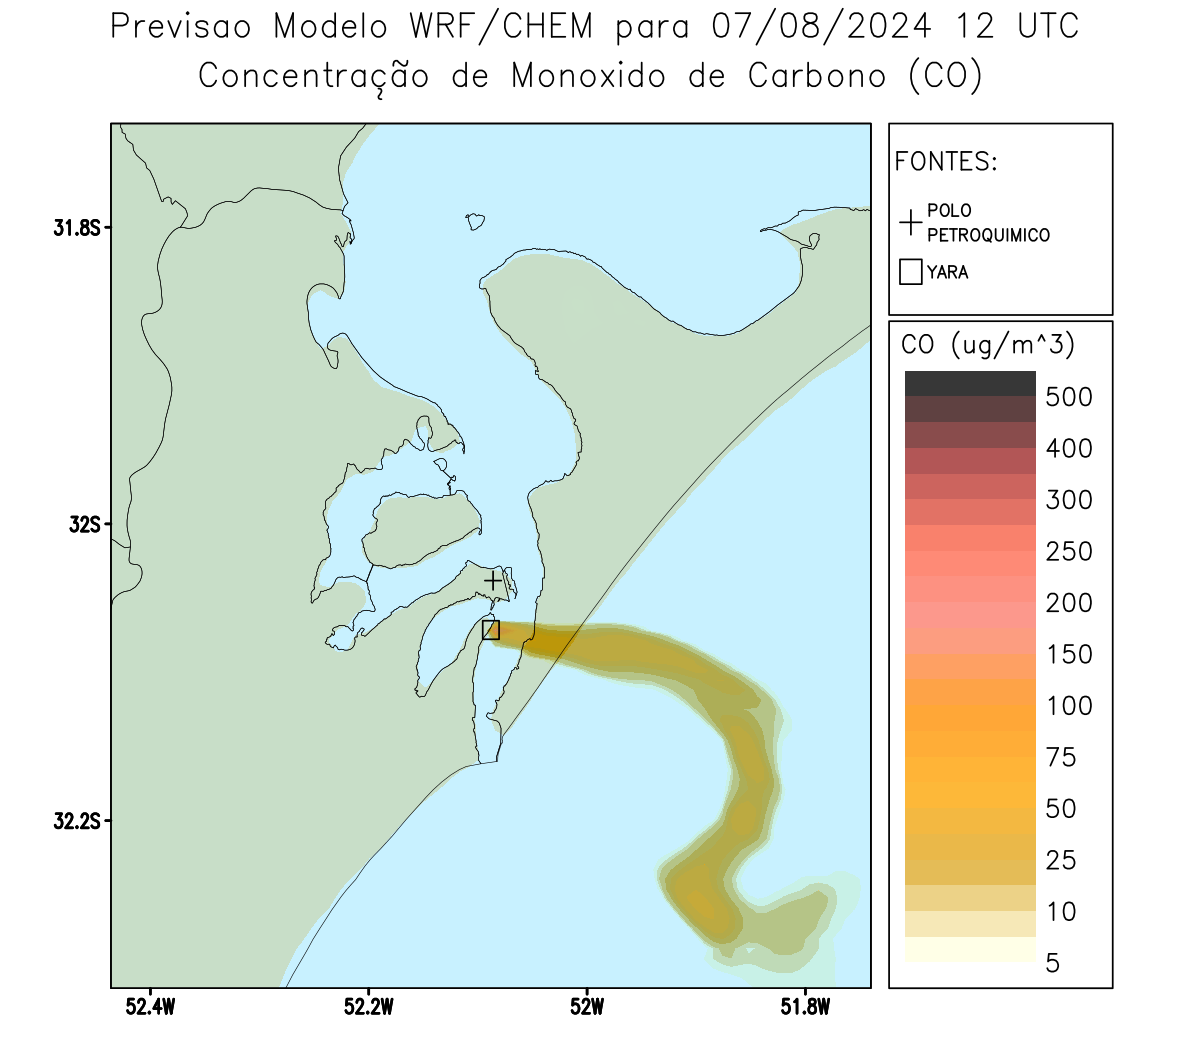 Previsao Modelo WRF/CHEM para 07/08/2024 12 UTC
Concentração de Monoxido de Carbono (CO)
FONTES:
POLO
PETROQUIMICO
YARA
CO (ug/m^3)
500
400
300
250
200
150
100
75
50
25
10
5
31.8S
32S
32.2S
52.4W
52.2W
52W
51.8W